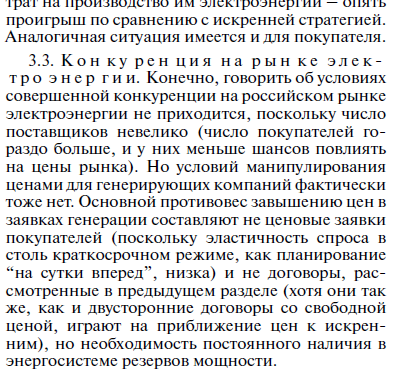 трат на производство им электроэнергии – опять
проигрыш по сравнению с искренней стратегией.
Аналогичная ситуация имеется и для покупателя.
3.3. К о н к у р е н ц и я н а р ы н к е э л е к -
т р о э н е р г и и. Конечно, говорить об условиях
совершенной конкуренции на российском рынке
электроэнергии не приходится, поскольку число
поставщиков невелико (число покупателей го-
раздо больше, и у них меньше шансов повлиять
на цены рынка). Но условий манипулирования
ценами для генерирующих компаний фактически
тоже нет. Основной противовес завышению цен в
заявках генерации составляют не ценовые заявки
покупателей (поскольку эластичность спроса в
столь краткосрочном режиме, как планирование
“на сутки вперед”, низка) и не договоры, рас-
смотренные в предыдущем разделе (хотя они так
же, как и двусторонние договоры со свободной
ценой, играют на приближение цен к искрен-
ним), но необходимость постоянного наличия в
энергосистеме резервов мощности.